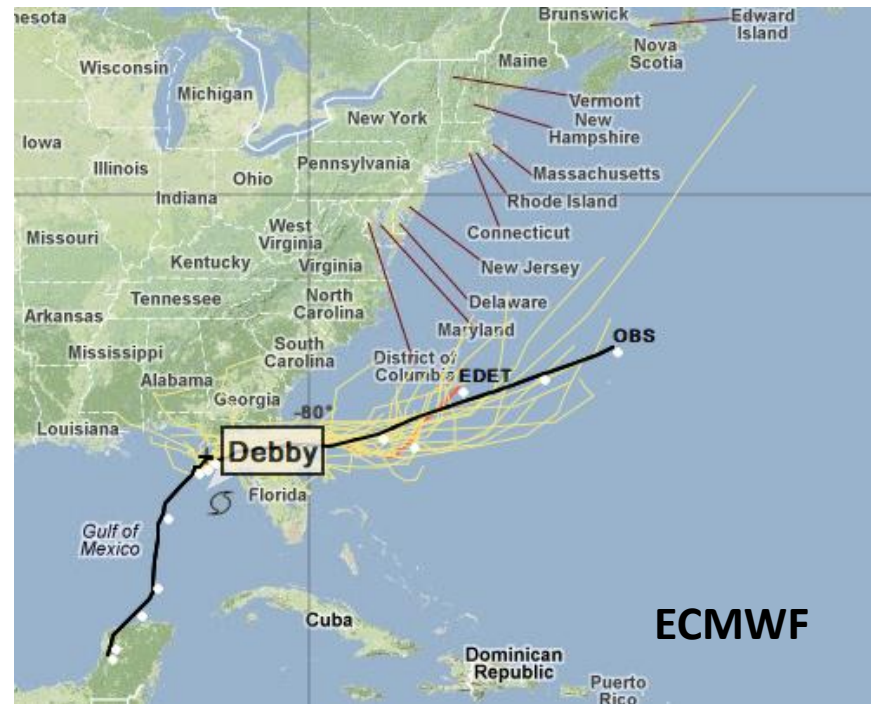 nesota
Brunswick
Edward
Island
Nova
Scotia
Maine
Wisconsin
Michigan
Vermont
New
Hampshire
New York
Iowa
Massachusetts
Illinois
Ohio
Pennsylvania
Rhode Island
Indiana
Connecticut
Missouri
West
Virginia
New Jersey
Kentucky
Virginia
Delaware
Tennessee
North
Carolina
Maryland
Arkansas
OBS
Mississippi
South
Carolina
District of
Columbia
EDET
Alabama
Georgia
-80°
Louisiana
Debby
Florida
Gulf of
Mexico
Cuba
ECMWF
Dominican
Republic
Puerto
Rico